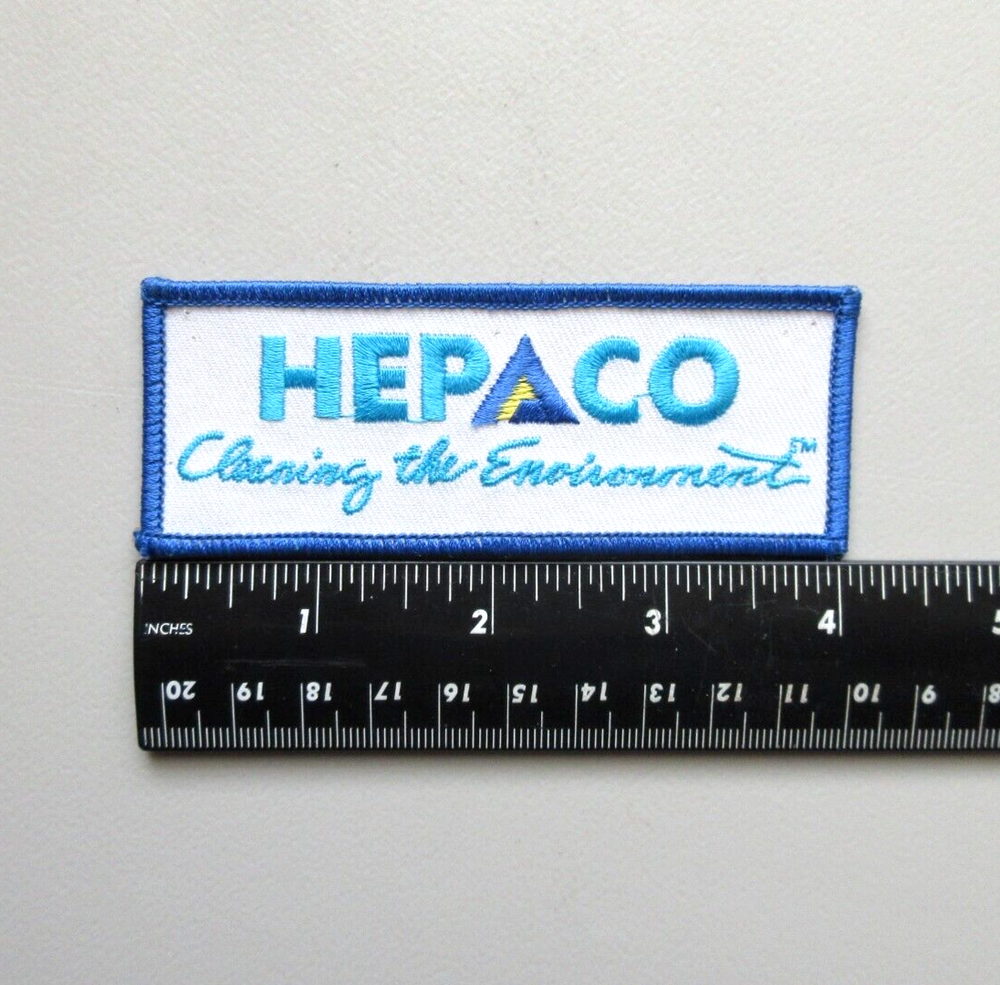 HEPACO
Cleaning the Environment℠
1 2 3 4 5
INCHES
20 19 18 17 16 15 14 13 12 11 10 9 8